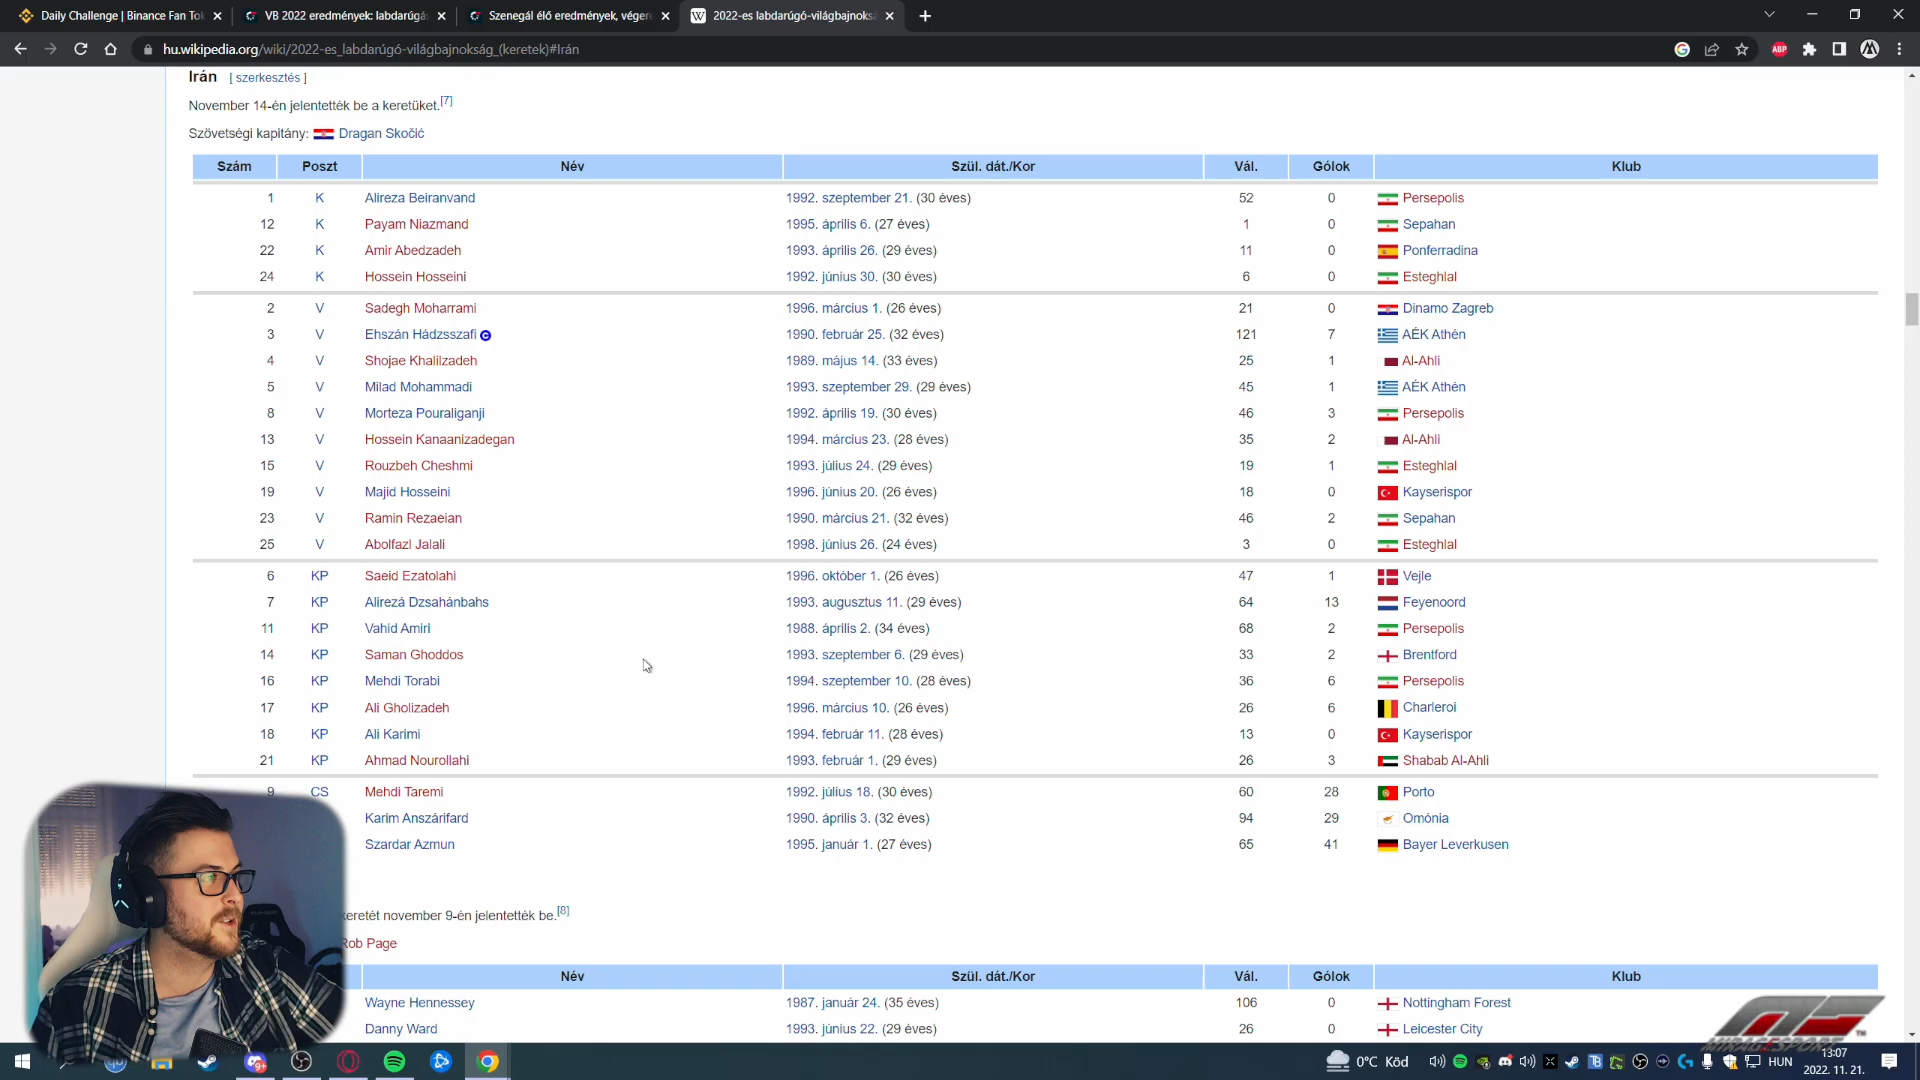 Daily Challenge | Binance Fan Tok
VB 2022 eredmények: labdarúgás
Szenegál élő eredmények, végere
W 2022-es labdarúgó-világbajnoksá
hu.wikipedia.org/wiki/2022-es_labdarúgó-világbajnokság_(keretek)#Irán
ABP
Irán [ szerkesztés ]
November 14-én jelentették be a keretüket.[7]
Szövetségi kapitány: Dragan Skočić
Szám Poszt Név Szül. dát./Kor Vál. Gólok Klub
1 K Alireza Beiranvand 1992. szeptember 21. (30 éves) 52 0 Persepolis
12 K Payam Niazmand 1995. április 6. (27 éves) 1 0 Sepahan
22 K Amir Abedzadeh 1993. április 26. (29 éves) 11 0 Ponferradina
24 K Hossein Hosseini 1992. június 30. (30 éves) 6 0 Esteghlal
2 V Sadegh Moharrami 1996. március 1. (26 éves) 21 0 Dinamo Zagreb
3 V Ehszán Hádzsszafi C 1990. február 25. (32 éves) 121 7 AÉK Athén
4 V Shojae Khalilzadeh 1989. május 14. (33 éves) 25 1 Al-Ahli
5 V Milad Mohammadi 1993. szeptember 29. (29 éves) 45 1 AÉK Athén
8 V Morteza Pouraliganji 1992. április 19. (30 éves) 46 3 Persepolis
13 V Hossein Kanaanizadegan 1994. március 23. (28 éves) 35 2 Al-Ahli
15 V Rouzbeh Cheshmi 1993. július 24. (29 éves) 19 1 Esteghlal
19 V Majid Hosseini 1996. június 20. (26 éves) 18 0 Kayserispor
23 V Ramin Rezaeian 1990. március 21. (32 éves) 46 2 Sepahan
25 V Abolfazl Jalali 1998. június 26. (24 éves) 3 0 Esteghlal
6 KP Saeid Ezatolahi 1996. október 1. (26 éves) 47 1 Vejle
7 KP Alirezá Dzsahánbahs 1993. augusztus 11. (29 éves) 64 13 Feyenoord
11 KP Vahid Amiri 1988. április 2. (34 éves) 68 2 Persepolis
14 KP Saman Ghoddos 1993. szeptember 6. (29 éves) 33 2 Brentford
16 KP Mehdi Torabi 1994. szeptember 10. (28 éves) 36 6 Persepolis
17 KP Ali Gholizadeh 1996. március 10. (26 éves) 26 6 Charleroi
18 KP Ali Karimi 1994. február 11. (28 éves) 13 0 Kayserispor
21 KP Ahmad Nourollahi 1993. február 1. (29 éves) 26 3 Shabab Al-Ahli
9 CS Mehdi Taremi 1992. július 18. (30 éves) 60 28 Porto
Karim Anszárifard 1990. április 3. (32 éves) 94 29 Omónia
Szardar Azmun 1995. január 1. (27 éves) 65 41 Bayer Leverkusen
keretét november 9-én jelentették be.[8]
Rob Page
Név Szül. dát./Kor Vál. Gólok Klub
Wayne Hennessey 1987. január 24. (35 éves) 106 0 Nottingham Forest
Danny Ward 1993. június 22. (29 éves) 26 0 Leicester City
MIRAGESPORT TM
0°C Köd
HUN
13:07
2022. 11. 21.